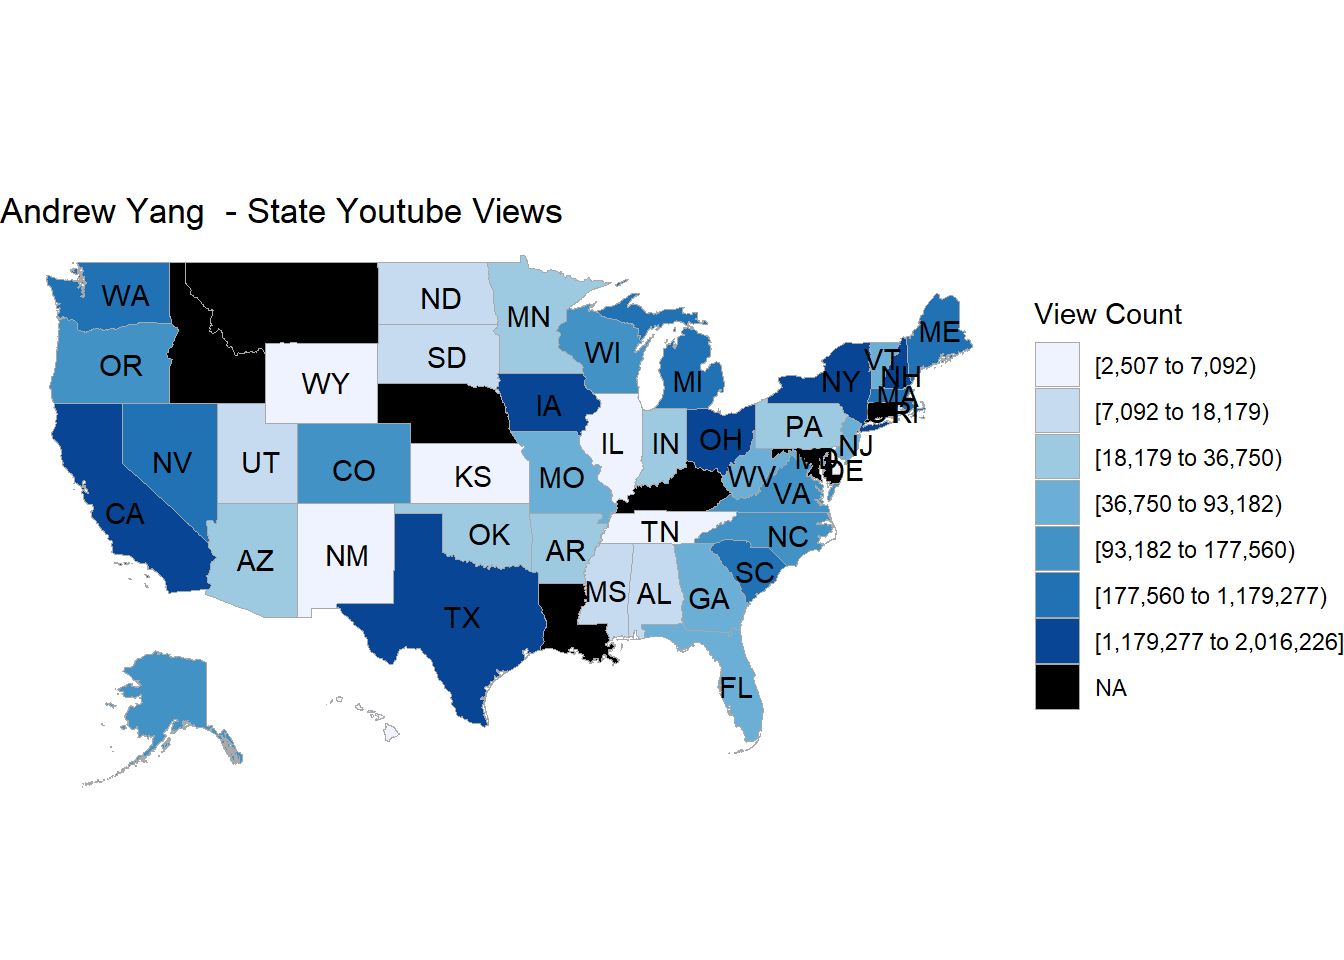 Andrew Yang  - State Youtube Views
WA
ND
MN
ME
SD
OR
WI
VT
WY
MI
NY
NH
MA
IA
RI
PA
OH
IL
IN
NJ
NV
UT
CO
KS
MO
WV
DE
VA
CA
OK
TN
NC
AZ
NM
AR
SC
MS
AL
GA
TX
FL
View Count
[2,507 to 7,092)
[7,092 to 18,179)
[18,179 to 36,750)
[36,750 to 93,182)
[93,182 to 177,560)
[177,560 to 1,179,277)
[1,179,277 to 2,016,226]
NA